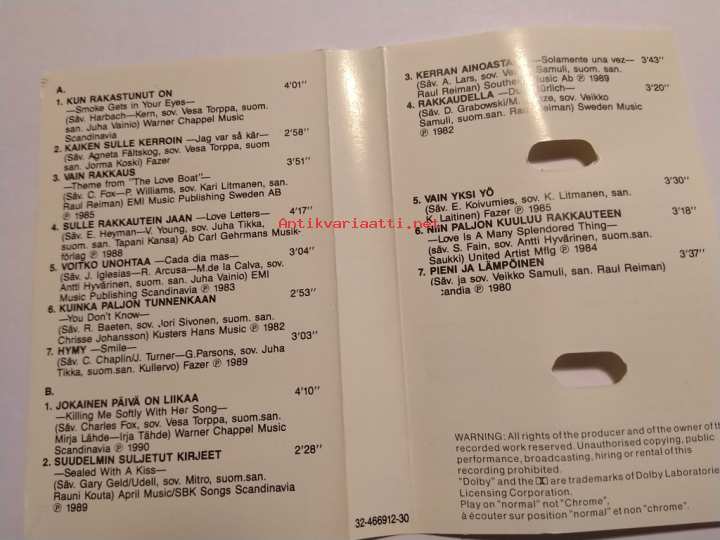 A.
1. KUN RAKASTUNUT ON 4'01''
—Smoke Gets in Your Eyes—
(Säv. Harbach—Kern, sov. Vesa Torppa, suom.
san. Juha Vainio) Warner Chappel Music
Scandinavia
2. KAIKEN SULLE KERROIN —Jag var så kär— 2'58''
(Säv. Agneta Fältskog, sov. Vesa Torppa, suom
san. Jorma Koski) Fazer
3. VAIN RAKKAUS 3'51''
—Theme from "The Love Boat"—
(Säv. C. Fox—P. Williams, sov. Kari Litmanen, san.
Raul Reiman) EMI Music Publishing Sweden AB
℗ 1985
4. SULLE RAKKAUTEIN JAAN —Love Letters— 4'17''
(Säv. E. Heyman—V. Young, sov. Juha Tikka,
suom. san. Tapani Kansa) Ab Carl Gehrmans Musik-
förlag ℗ 1988
5. VOITKO UNOHTAA —Cada dia mas— 3'04''
(Säv. J. Iglesias—R. Arcusa—M.de la Calva, sov.
Antti Hyvärinen, suom. san. Juha Vainio) EMI
Music Publishing Scandinavia ℗ 1983
6. KUINKA PALJON TUNNENKAAN 2'53''
—You Don't Know—
(Säv. R. Baeten, sov. Jori Sivonen, suom. san.
Chrisse Johansson) Kusters Hans Music ℗ 1982
7. HYMY —Smile— 3'03''
(Säv. C. Chaplin/J. Turner—G.Parsons, sov. Juha
Tikka, suom.san. Kullervo) Fazer ℗ 1989
B.
1. JOKAINEN PÄIVÄ ON LIIKAA 4'10''
—Killing Me Softly With Her Song—
(Säv. Charles Fox, sov. Vesa Torppa, suom.san.
Mirja Lähde—Irja Tähde) Warner Chappel Music
Scandinavia ℗ 1990
2. SUUDELMIN SULJETUT KIRJEET 2'28''
—Sealed With A Kiss—
(Säv. Gary Geld/Udell, sov. Mitro, suom.san.
Rauni Kouta) April Music/SBK Songs Scandinavia
℗ 1989
32-466912-30
3. KERRAN AINOASTA —Solamente una vez— 3'43''
(Säv. A. Lars, sov. Samuli, suom. san.
Raul Reiman) Southern Music Ab ℗ 1989
4. RAKKAUDELLA 3'20''
(Säv. D. Grabowski/M. sov. Veikko
Samuli, suom.san. Raul Reiman) Sweden Music
℗ 1982
5. VAIN YKSI YÖ 3'30''
(Säv. E. Koivumies, sov. K. Litmanen, san.
K. Laitinen) Fazer ℗ 1985
6. NIIN PALJON KUULUU RAKKAUTEEN 3'18''
—Love Is A Many Splendored Thing—
(säv. S. Fain, sov. Antti Hyvärinen, suom.san.
Saukki) United Artist Mflg ℗ 1984
7. PIENI JA LÄMPÖINEN 3'37''
(Säv. ja sov. Veikko Samuli, san. Raul Reiman)
℗ 1980
WARNING: All rights of the producer and of the owner of the
recorded work reserved. Unauthorised copying, public
performance, broadcasting, hiring or rental of this
recording prohibited.
"Dolby" and the are trademarks of Dolby Laboratories
Licensing Corporation.
Play on "normal" not "Chrome".
à écouter sur position "normal" et non "chrome".
Antikvariaatti.net